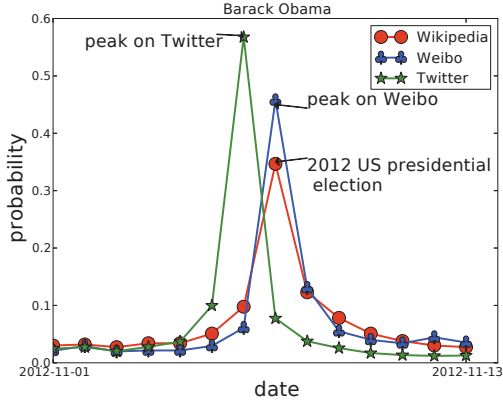 Barack Obama
0.6
0.5
0.4
0.3
0.2
0.1
0.0
probability
peak on Twitter
peak on Weibo
2012 US presidential
election
Wikipedia
Weibo
Twitter
2012-11-01
2012-11-13
date